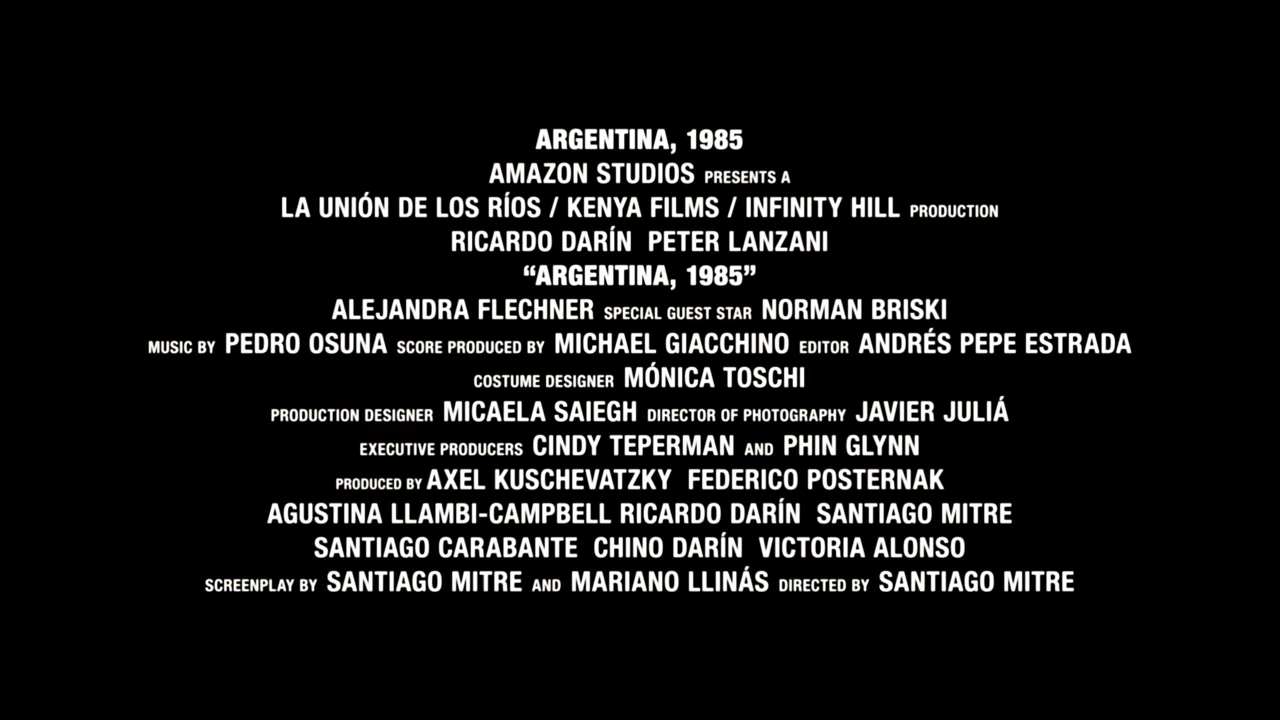 ARGENTINA, 1985
AMAZON STUDIOS PRESENTS A
LA UNIÓN DE LOS RÍOS / KENYA FILMS / INFINITY HILL PRODUCTION
RICARDO DARÍN PETER LANZANI
“ARGENTINA, 1985”
ALEJANDRA FLECHNER SPECIAL GUEST STAR NORMAN BRISKI
MUSIC BY PEDRO OSUNA SCORE PRODUCED BY MICHAEL GIACCHINO EDITOR ANDRÉS PEPE ESTRADA
COSTUME DESIGNER MÓNICA TOSCHI
PRODUCTION DESIGNER MICAELA SAIEGH DIRECTOR OF PHOTOGRAPHY JAVIER JULIÁ
EXECUTIVE PRODUCERS CINDY TEPERMAN AND PHIN GLYNN
PRODUCED BY AXEL KUSCHEVATZKY FEDERICO POSTERNAK
AGUSTINA LLAMBI-CAMPBELL RICARDO DARÍN SANTIAGO MITRE
SANTIAGO CARABANTE CHINO DARÍN VICTORIA ALONSO
SCREENPLAY BY SANTIAGO MITRE AND MARIANO LLINÁS DIRECTED BY SANTIAGO MITRE